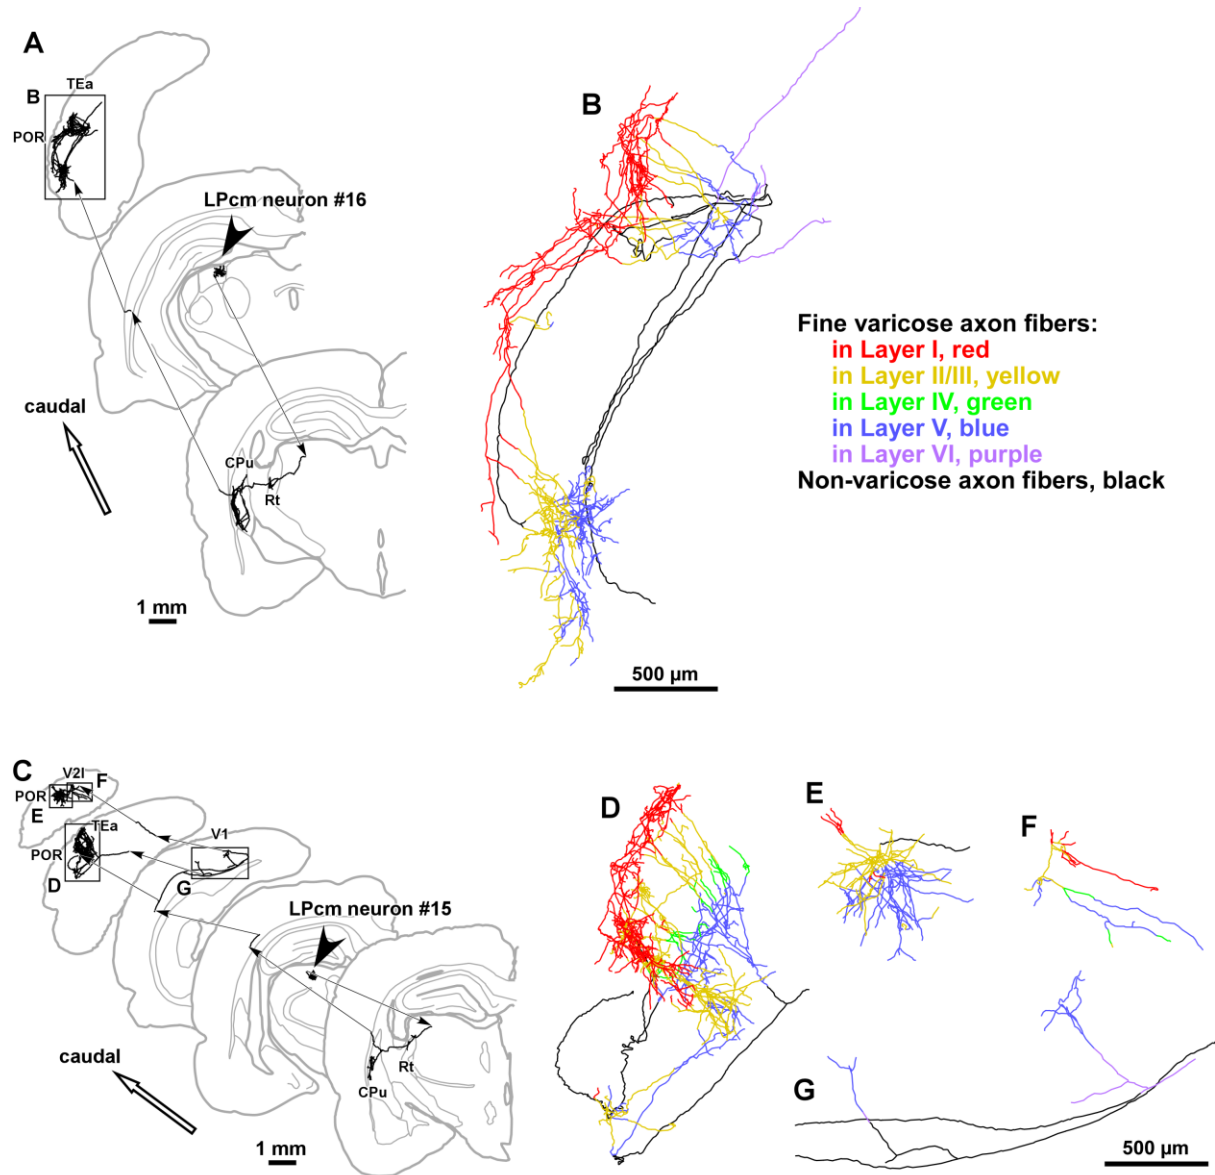 A
TEa
B
POR
LPcm neuron #16
caudal
CPu
Rt
1 mm
B
500 µm
Fine varicose axon fibers:
in Layer I, red
in Layer II/III, yellow
in Layer IV, green
in Layer V, blue
in Layer VI, purple
Non-varicose axon fibers, black
C
V2l
F
POR
E
TEa
V1
POR
D
G
LPcm neuron #15
caudal
Rt
CPu
1 mm
D
E
F
G
500 µm